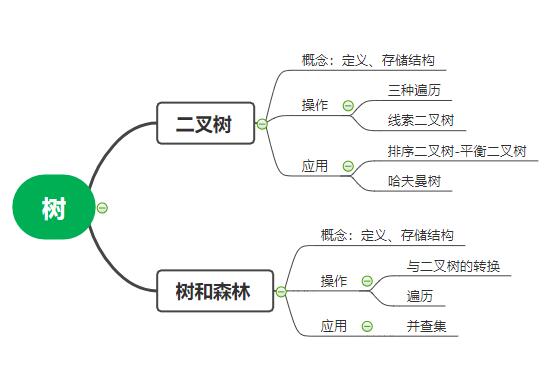 树
二叉树
概念：定义、存储结构
操作
三种遍历
线素二叉树
应用
排序二叉树-平衡二叉树
哈夫曼树
树和森林
概念：定义、存储结构
操作
与二叉树的转换
遍历
应用
并查集